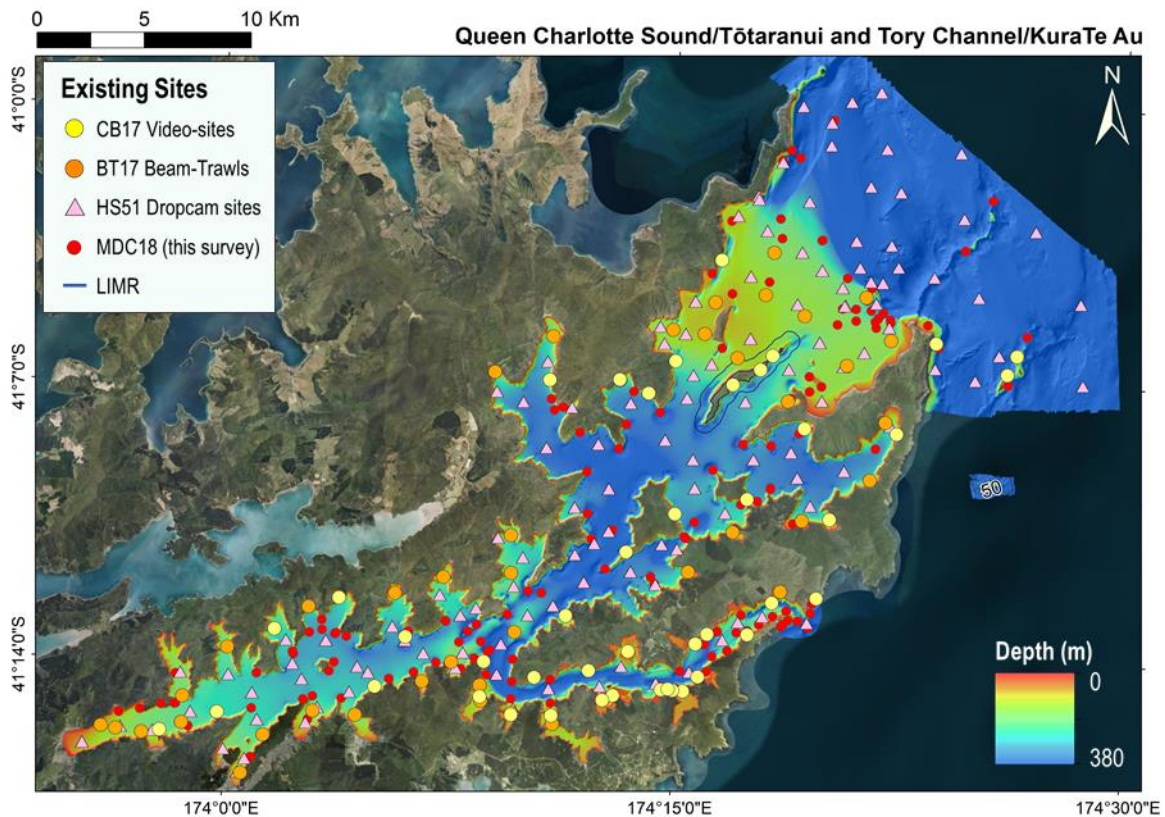 0 5 10 Km
Queen Charlotte Sound/Tōtaranui and Tory Channel/KuraTe Au
Existing Sites
CB17 Video-sites
BT17 Beam-Trawls
HS51 Dropcam sites
MDC18 (this survey)
LIMR
N
41°0'0"S
41°7'0"S
41°14'0"S
50
Depth (m)
0
380
174°0'0"E 174°15'0"E 174°30'0"E